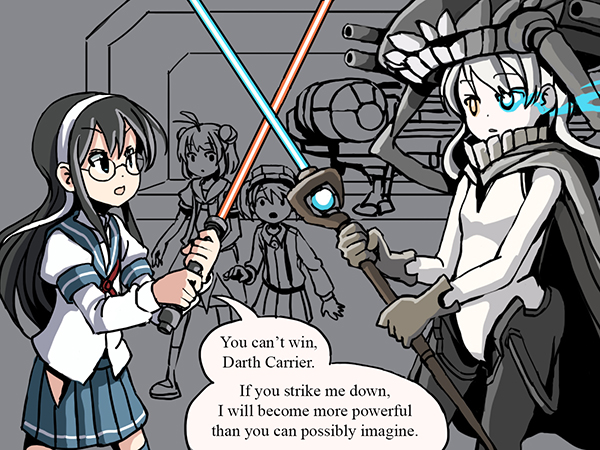 You can't win,
Darth Carrier.
If you strike me down,
I will become more powerful
than you can possibly imagine.